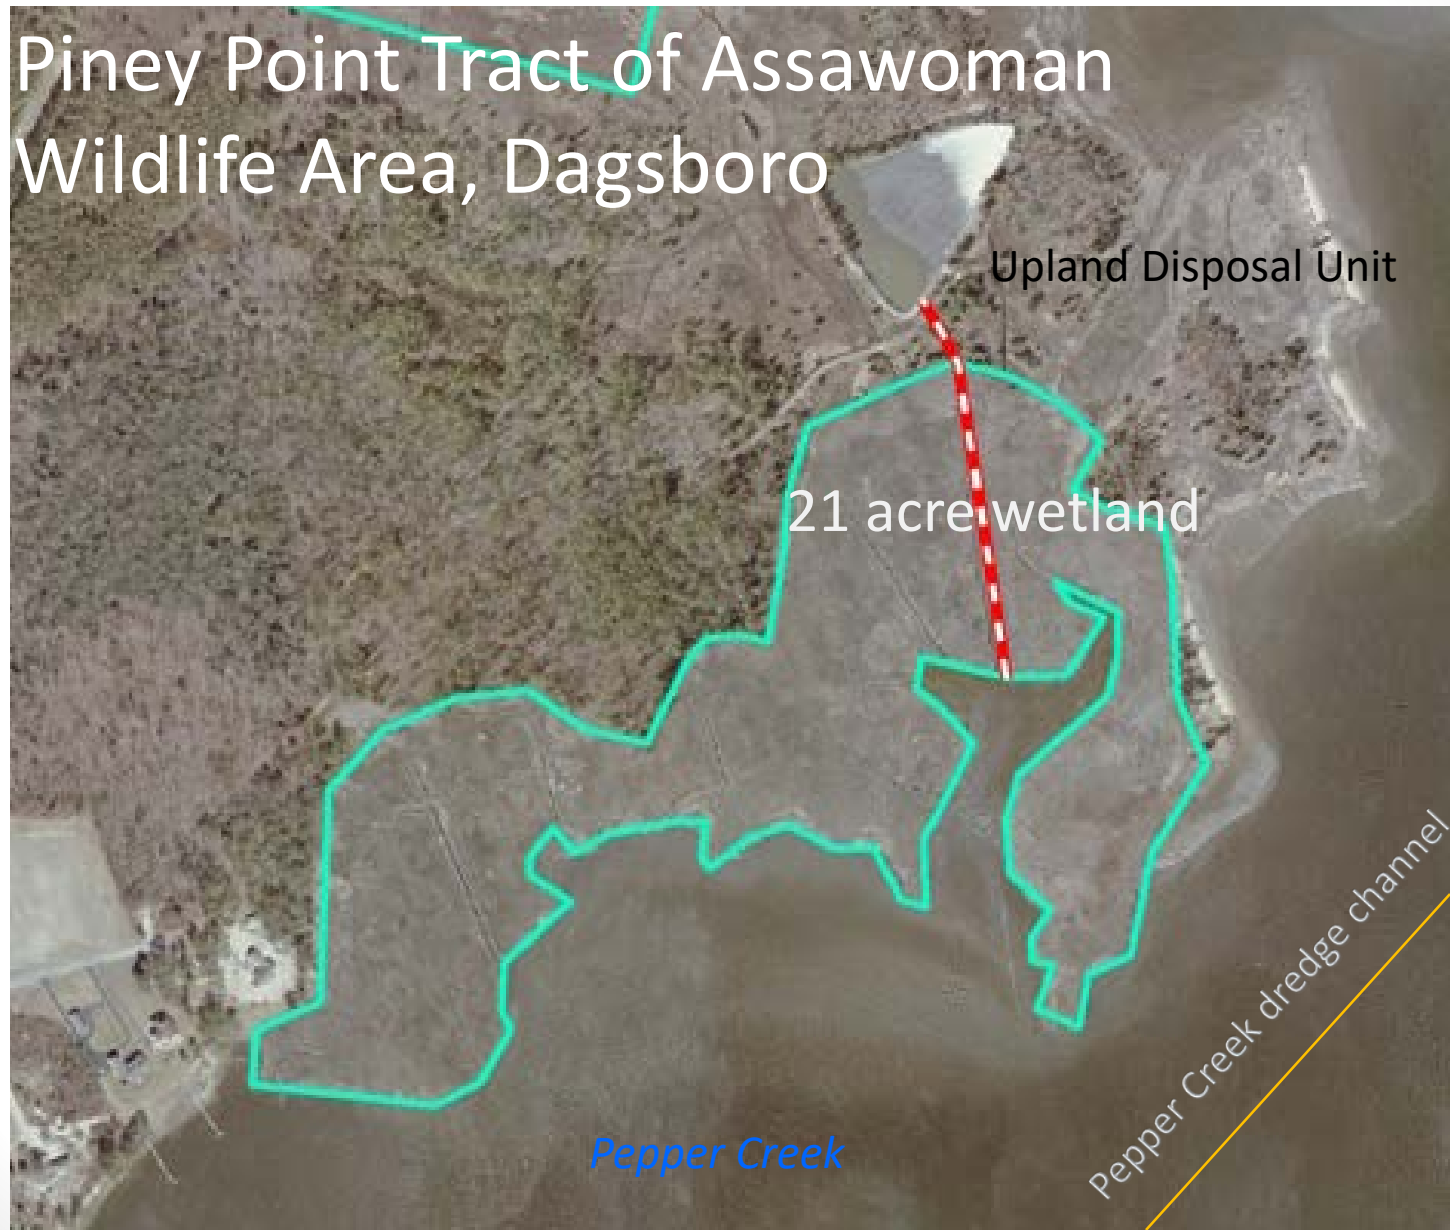 Piney Point Tract of Assawoman
Wildlife Area, Dagsboro
Upland Disposal Unit
21 acre wetland
Pepper Creek dredge channel
Pepper Creek